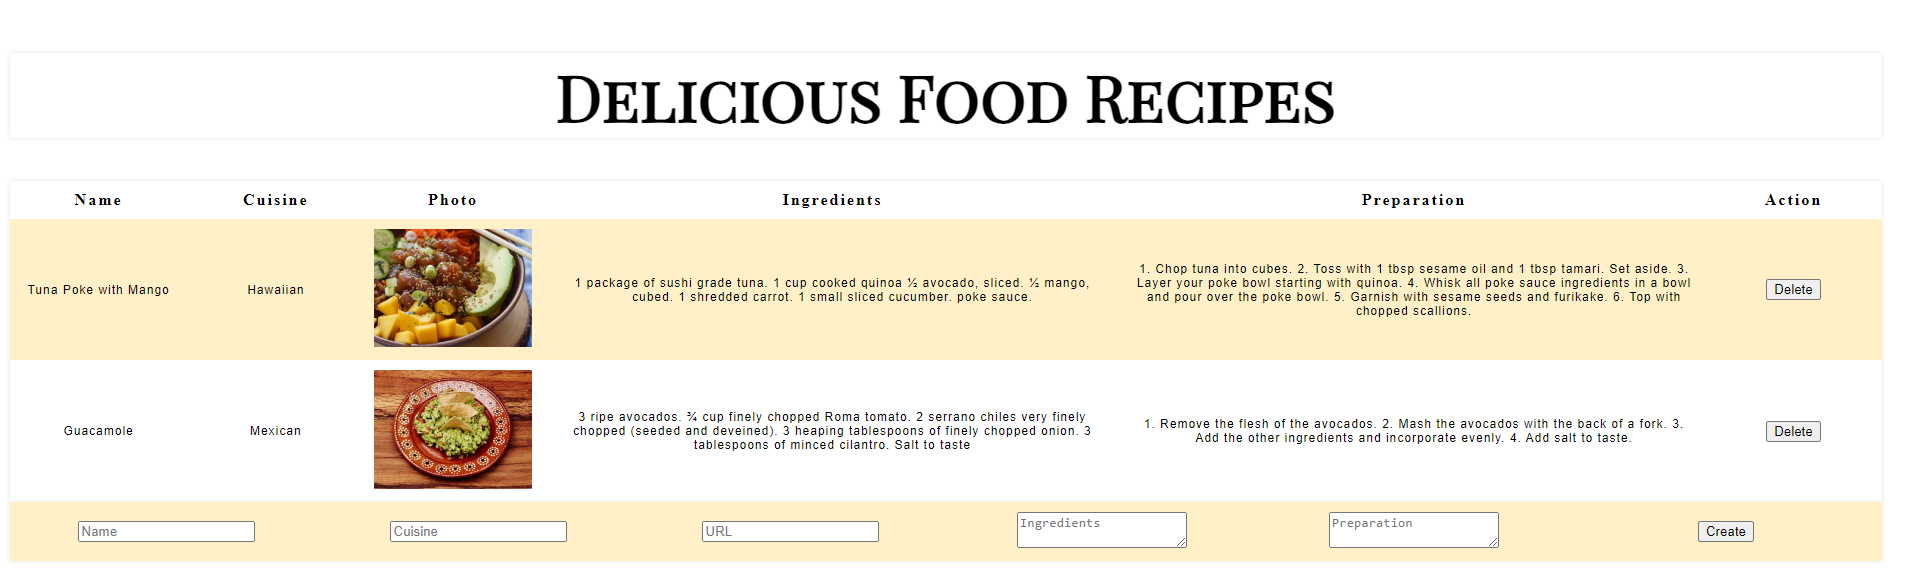 DELICIOUS FOOD RECIPES
Name Cuisine Photo Ingredients Preparation Action
Tuna Poke with Mango
Hawaiian
1 package of sushi grade tuna. 1 cup cooked quinoa ½ avocado, sliced. ½ mango,
cubed. 1 shredded carrot. 1 small sliced cucumber. poke sauce.
1. Chop tuna into cubes. 2. Toss with 1 tbsp sesame oil and 1 tbsp tamari. Set aside. 3.
Layer your poke bowl starting with quinoa. 4. Whisk all poke sauce ingredients in a bowl
and pour over the poke bowl. 5. Garnish with sesame seeds and furikake. 6. Top with
chopped scallions.
Delete
Guacamole
Mexican
3 ripe avocados. ¾ cup finely chopped Roma tomato. 2 serrano chiles very finely
chopped (seeded and deveined). 3 heaping tablespoons of finely chopped onion. 3
tablespoons of minced cilantro. Salt to taste
1. Remove the flesh of the avocados. 2. Mash the avocados with the back of a fork. 3.
Add the other ingredients and incorporate evenly. 4. Add salt to taste.
Delete
Name Cuisine URL Ingredients Preparation Create